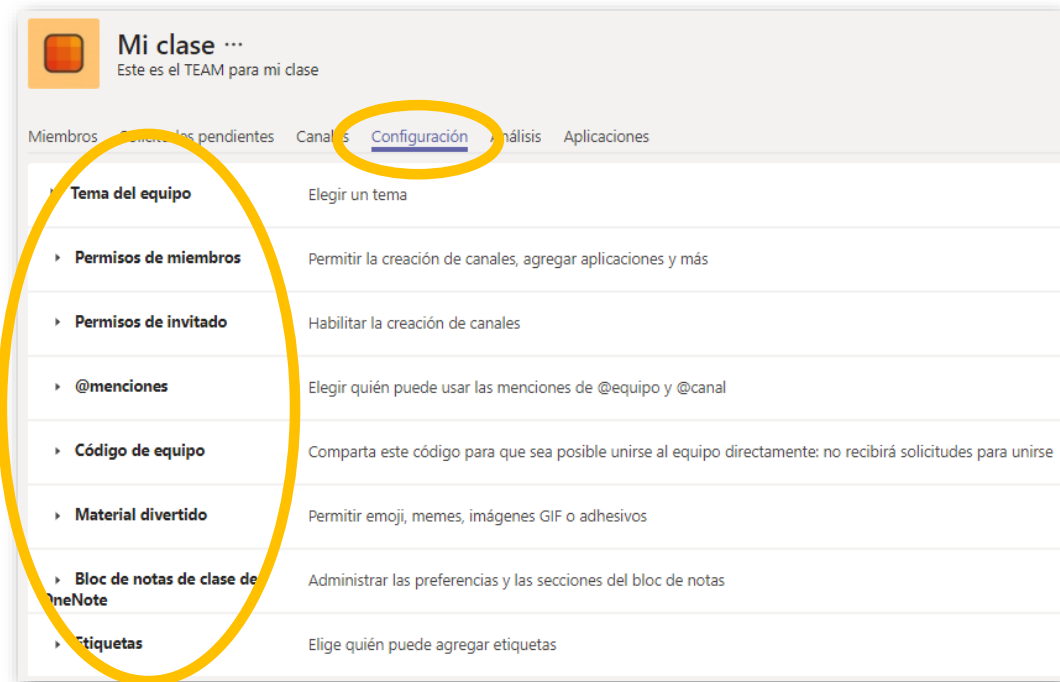 Mi clase ...
Este es el TEAM para mi clase
Miembros Solicitudes pendientes Canales Configuración Análisis Aplicaciones
Tema del equipo Elegir un tema
Permisos de miembros Permitir la creación de canales, agregar aplicaciones y más
Permisos de invitado Habilitar la creación de canales
@menciones Elegir quién puede usar las menciones de @equipo y @canal
Código de equipo Comparta este código para que sea posible unirse al equipo directamente: no recibirá solicitudes para unirse
Material divertido Permitir emoji, memes, imágenes GIF o adhesivos
Bloc de notas de clase de Administrar las preferencias y las secciones del bloc de notas
OneNote
Etiquetas Elige quién puede agregar etiquetas